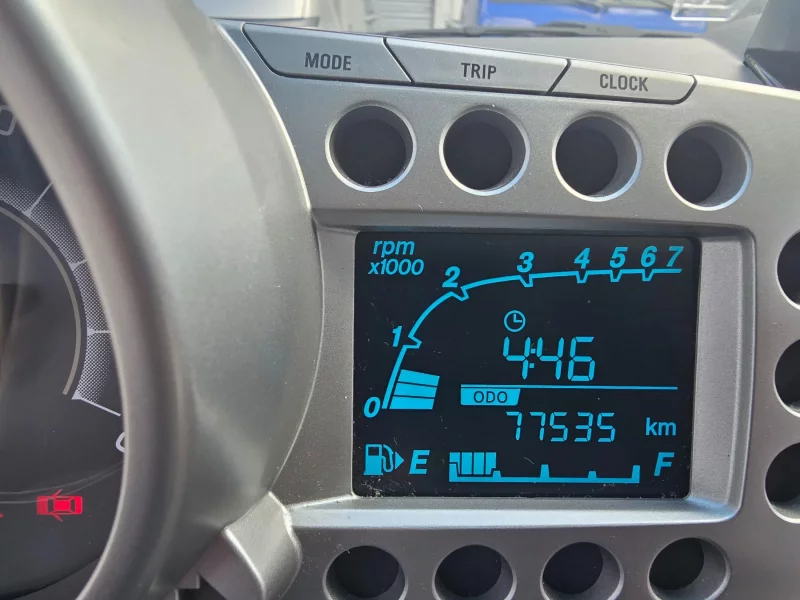 MODE TRIP CLOCK
rpm
x1000
0 1 2 3 4 5 6 7
4:46
ODO
77535 km
E F